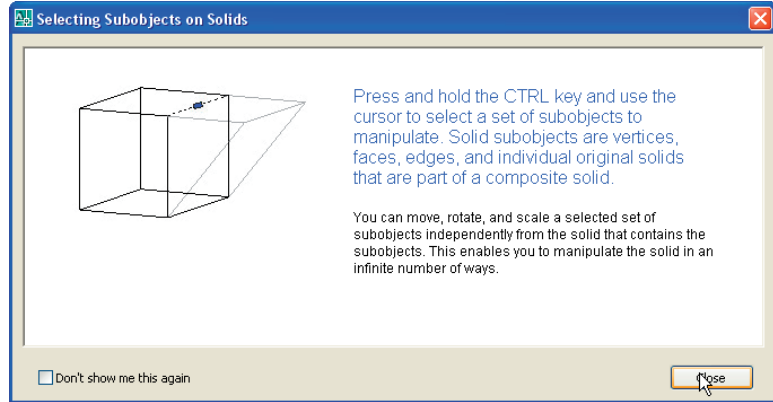 Selecting Subobjects on Solids
Press and hold the CTRL key and use the
cursor to select a set of subobjects to
manipulate. Solid subobjects are vertices,
faces, edges, and individual original solids
that are part of a composite solid.
You can move, rotate, and scale a selected set of
subobjects independently from the solid that contains the
subobjects. This enables you to manipulate the solid in an
infinite number of ways.
Don't show me this again
Close